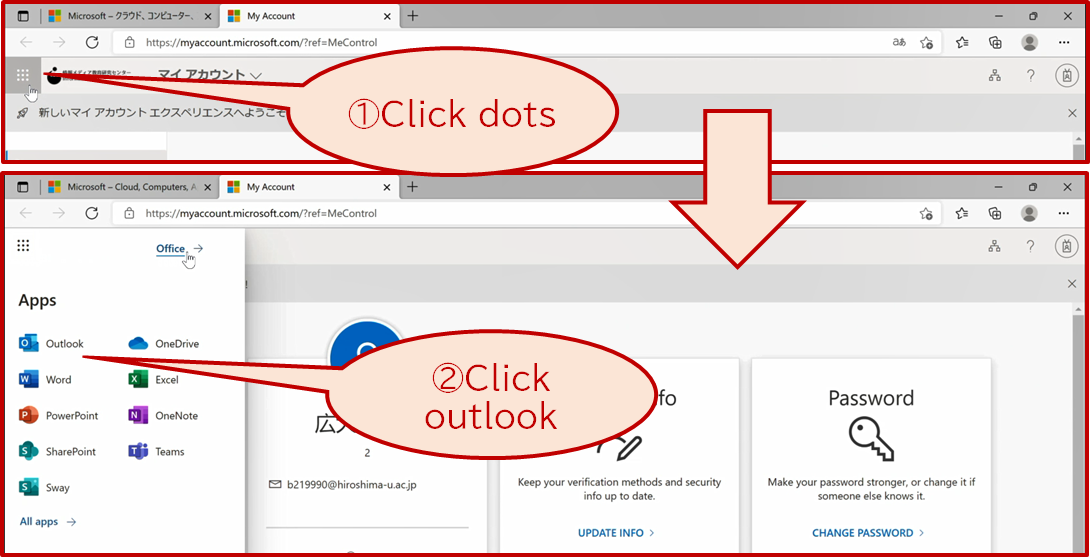 Microsoft – クラウド、コンピューター、
My Account
https://myaccount.microsoft.com/?ref=MeControl
マイ アカウント
新しいマイ アカウント エクスペリエンスへようこそ
①Click dots
Microsoft – Cloud, Computers, A
My Account
https://myaccount.microsoft.com/?ref=MeControl
Office
Apps
Outlook
OneDrive
Word
Excel
PowerPoint
OneNote
SharePoint
Teams
Sway
All apps
②Click
outlook
広
2
b219990@hiroshima-u.ac.jp
fo
Keep your verification methods and security
info up to date.
UPDATE INFO
Password
Make your password stronger, or change it if
someone else knows it.
CHANGE PASSWORD